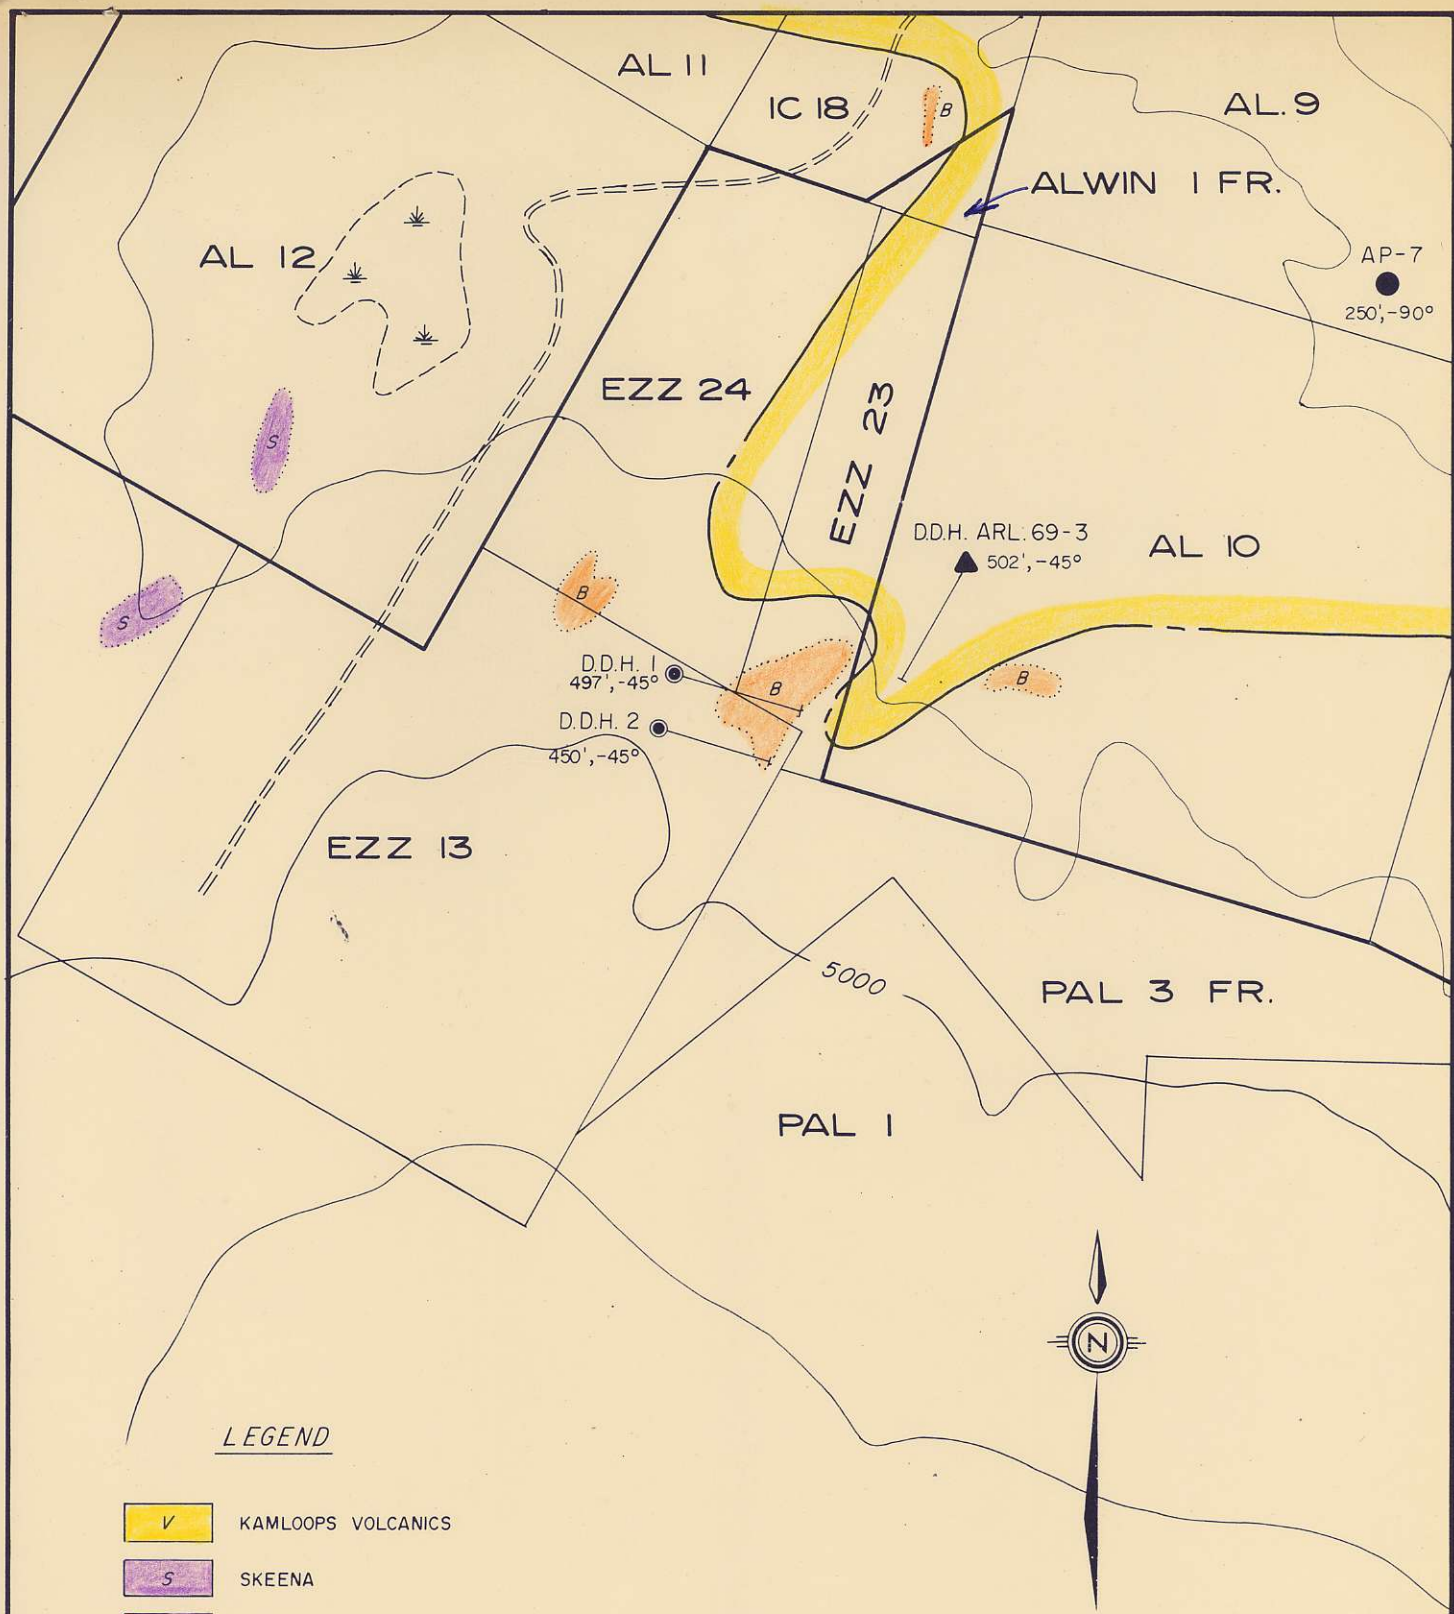 AL 11
IC 18
B
AL. 9
ALWIN 1 FR.
AL 12
AP-7
250', -90°
EZZ 24
EZZ 23
S
D.D.H. ARL. 69-3
502', -45°
AL 10
B
S
D.D.H. 1
497', -45°
B
B
D.D.H. 2
450', -45°
EZZ 13
5000
PAL 3 FR.
PAL 1
N
LEGEND
V KAMLOOPS VOLCANICS
S SKEENA